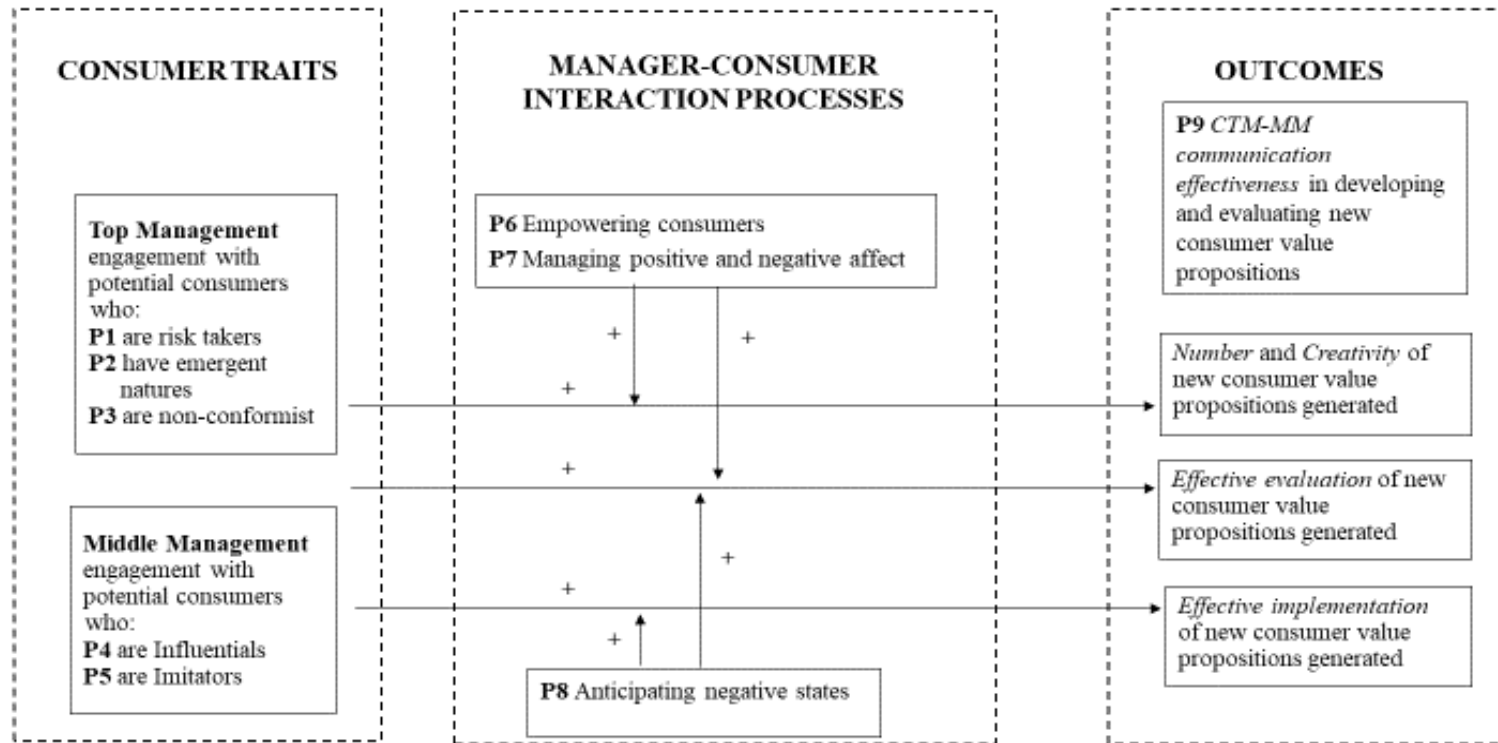 CONSUMER TRAITS
Top Management
engagement with
potential consumers
who:
P1 are risk takers
P2 have emergent
natures
P3 are non-conformist
Middle Management
engagement with
potential consumers
who:
P4 are Influentials
P5 are Imitators
MANAGER-CONSUMER
INTERACTION PROCESSES
P6 Empowering consumers
P7 Managing positive and negative affect
+
+
+
+
+
+
+
P8 Anticipating negative states
OUTCOMES
P9 CTM-MM
communication
effectiveness in developing
and evaluating new
consumer value
propositions
Number and Creativity of
new consumer value
propositions generated
Effective evaluation of new
consumer value
propositions generated
Effective implementation
of new consumer value
propositions generated